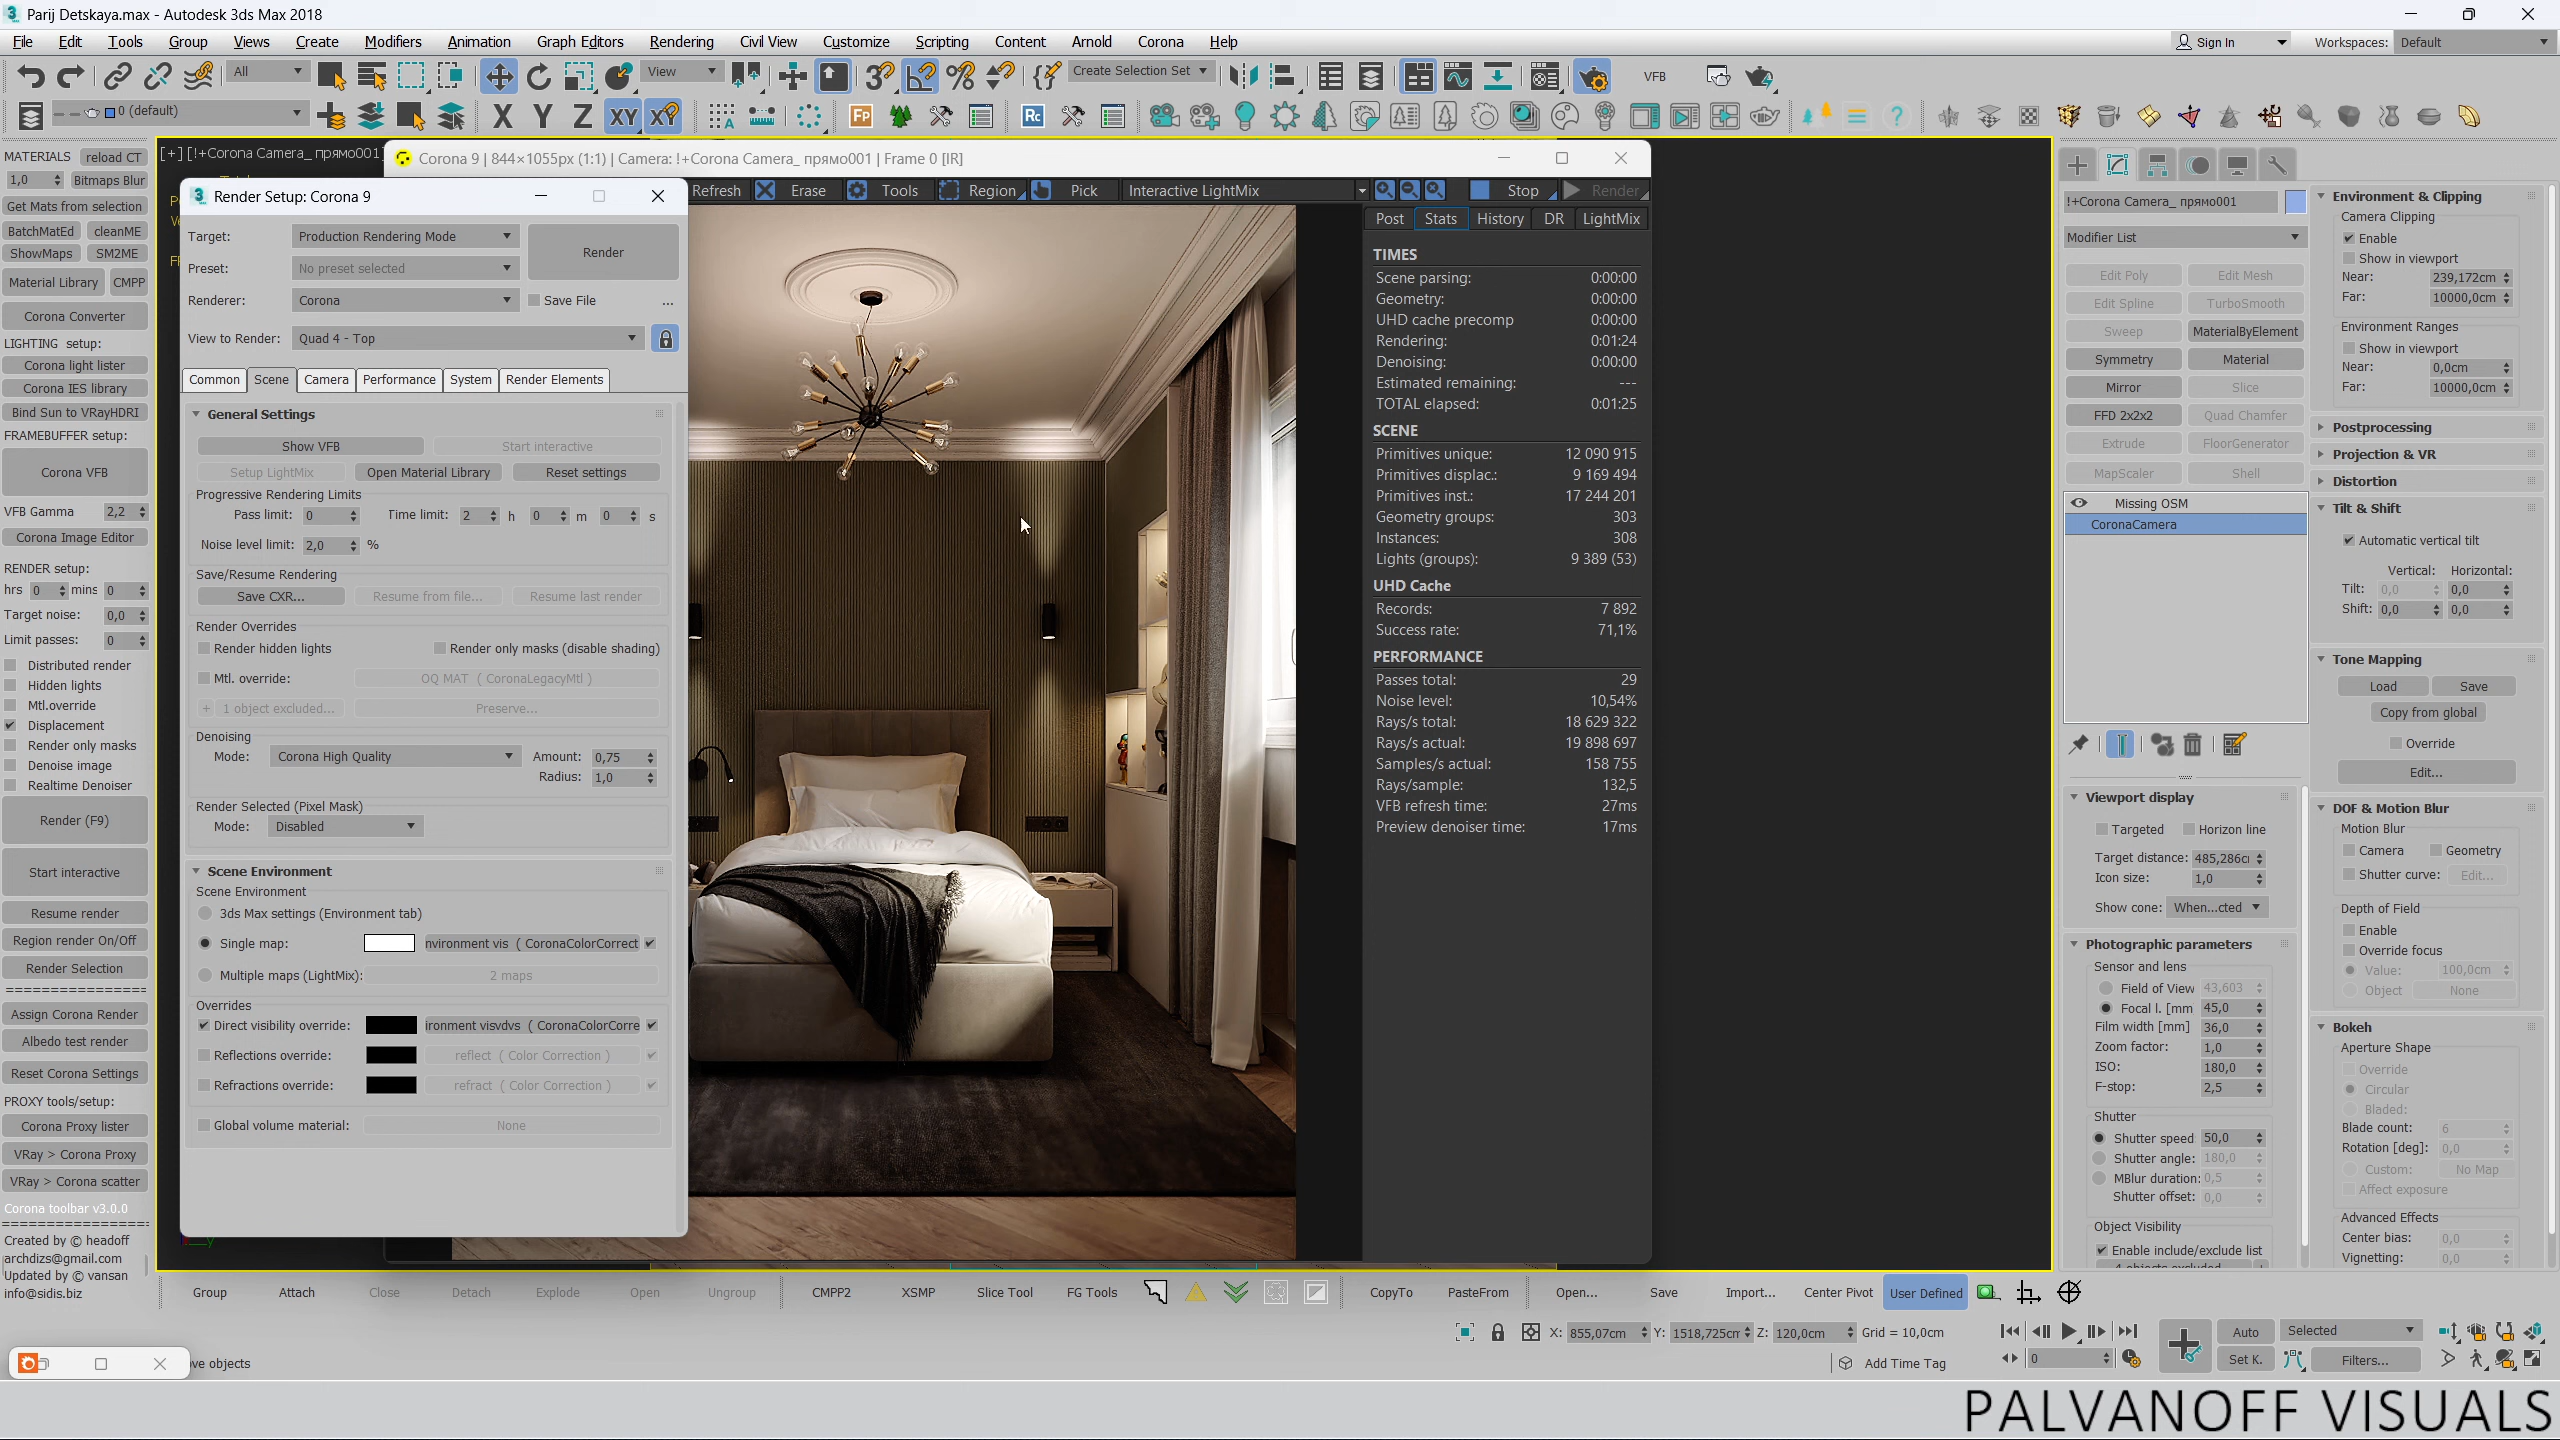 Parij Detskaya.max - Autodesk 3ds Max 2018
File Edit Tools Group Views Create Modifiers Animation Graph Editors Rendering Civil View Customize Scripting Content Arnold Corona Help
Sign In Workspaces: Default
All View Create Selection Set VFB
0 (default) X Y Z XY XY
MATERIALS reload CT
1,0 Bitmaps Blur
Get Mats from selection
BatchMatEd cleanME
ShowMaps SM2ME
Material Library CMPP
Corona Converter
LIGHTING setup:
Corona light lister
Corona IES library
Bind Sun to VRayHDRI
FRAMEBUFFER setup:
Corona VFB
VFB Gamma 2,2
Corona Image Editor
RENDER setup:
hrs 0 mins 0
Target noise: 0,0
Limit passes: 0
Distributed render
Hidden lights
Mtl.override
Displacement
Render only masks
Denoise image
Realtime Denoiser
Render (F9)
Start interactive
Resume render
Region render On/Off
Render Selection
Assign Corona Render
Albedo test render
Reset Corona Settings
PROXY tools/setup:
Corona Proxy lister
VRay > Corona Proxy
VRay > Corona scatter
Corona toolbar v3.0.0
Created by © headoff
archdizs@gmail.com
Updated by © vansan
info@sidis.biz
[+] [!+Corona Camera_ прямо001]
Corona 9 | 844×1055px (1:1) | Camera: !+Corona Camera_ прямо001 | Frame 0 [IR]
Refresh Erase Tools Region Pick Interactive LightMix Stop Render
Render Setup: Corona 9
Target: Production Rendering Mode Render
Preset: No preset selected
Renderer: Corona Save File ...
View to Render: Quad 4 - Top
Common Scene Camera Performance System Render Elements
General Settings
Show VFB Start interactive
Setup LightMix Open Material Library Reset settings
Progressive Rendering Limits
Pass limit: 0 Time limit: 2 h 0 m 0 s
Noise level limit: 2,0 %
Save/Resume Rendering
Save CXR... Resume from file... Resume last render
Render Overrides
Render hidden lights Render only masks (disable shading)
Mtl. override: OQ MAT ( CoronaLegacyMtl )
+ 1 object excluded... Preserve...
Denoising
Mode: Corona High Quality Amount: 0,75
Radius: 1,0
Render Selected (Pixel Mask)
Mode: Disabled
Scene Environment
Scene Environment
3ds Max settings (Environment tab)
Single map: nvironment vis ( CoronaColorCorrect
Multiple maps (LightMix): 2 maps
Overrides
Direct visibility override: ironment visvdvs ( CoronaColorCorre
Reflections override: reflect ( Color Correction )
Refractions override: refract ( Color Correction )
Global volume material: None
Post Stats History DR LightMix
TIMES
Scene parsing: 0:00:00
Geometry: 0:00:00
UHD cache precomp 0:00:00
Rendering: 0:01:24
Denoising: 0:00:00
Estimated remaining: ---
TOTAL elapsed: 0:01:25
SCENE
Primitives unique: 12 090 915
Primitives displac.: 9 169 494
Primitives inst.: 17 244 201
Geometry groups: 303
Instances: 308
Lights (groups): 9 389 (53)
UHD Cache
Records: 7 892
Success rate: 71,1%
PERFORMANCE
Passes total: 29
Noise level: 10,54%
Rays/s total: 18 629 322
Rays/s actual: 19 898 697
Samples/s actual: 158 755
Rays/sample: 132,5
VFB refresh time: 27ms
Preview denoiser time: 17ms
!+Corona Camera_ прямо001
Modifier List
Edit Poly Edit Mesh
Edit Spline TurboSmooth
Sweep MaterialByElement
Symmetry Material
Mirror Slice
FFD 2x2x2 Quad Chamfer
Extrude FloorGenerator
MapScaler Shell
Missing OSM
CoronaCamera
Viewport display
Targeted Horizon line
Target distance: 485,286cı
Icon size: 1,0
Show cone: When...cted
Photographic parameters
Sensor and lens
Field of View 43,603
Focal l. [mm 45,0
Film width [mm] 36,0
Zoom factor: 1,0
ISO: 180,0
F-stop: 2,5
Shutter
Shutter speed 50,0
Shutter angle: 180,0
MBlur duration: 0,5
Shutter offset: 0,0
Object Visibility
Enable include/exclude list
4 objects excluded
Environment & Clipping
Camera Clipping
Enable
Show in viewport
Near: 239,172cm
Far: 10000,0cm
Environment Ranges
Show in viewport
Near: 0,0cm
Far: 10000,0cm
Postprocessing
Projection & VR
Distortion
Tilt & Shift
Automatic vertical tilt
Vertical: Horizontal:
Tilt: 0,0 0,0
Shift: 0,0 0,0
Tone Mapping
Load Save
Copy from global
Override
Edit...
DOF & Motion Blur
Motion Blur
Camera Geometry
Shutter curve: Edit...
Depth of Field
Enable
Override focus
Value: 100,0cm
Object None
Bokeh
Aperture Shape
Override
Circular
Bladed:
Blade count: 6
Rotation [deg]: 0,0
Custom: No Map
Affect exposure
Advanced Effects
Center bias: 0,0
Vignetting: 0,0
Group Attach Close Detach Explode Open Ungroup CMPP2 XSMP Slice Tool FG Tools CopyTo PasteFrom Open... Save Import... Center Pivot User Defined
X: 855,07cm Y: 1518,725cm Z: 120,0cm Grid = 10,0cm Auto Selected
ve objects Add Time Tag 0 Set K. Filters...
PALVANOFF VISUALS